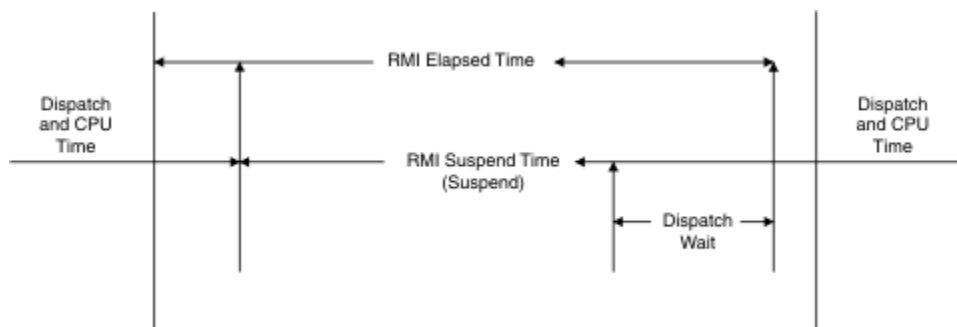 RMI Elapsed Time
Dispatch
and CPU
Time
Dispatch
and CPU
Time
RMI Suspend Time
(Suspend)
Dispatch
Wait